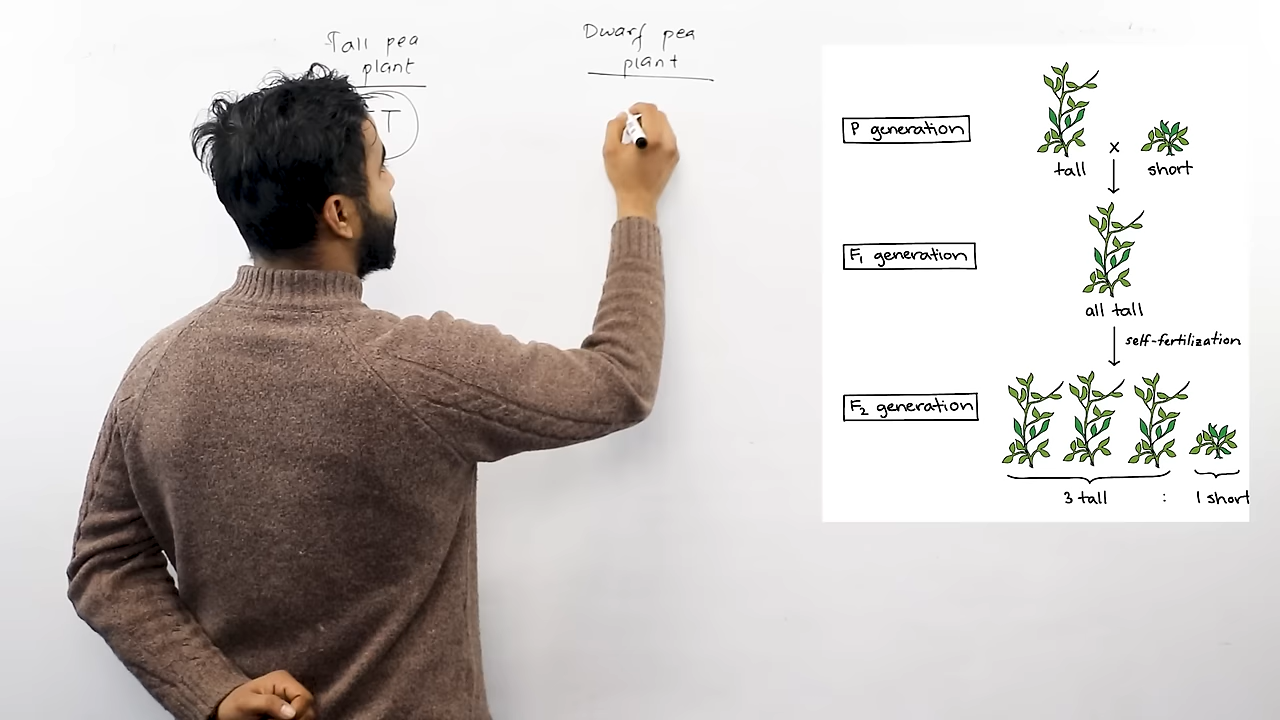 Tall pea
plant
T
Dwarf pea
plant
P generation
x
tall
short
F₁ generation
all tall
self-fertilization
F₂ generation
3 tall : 1 short